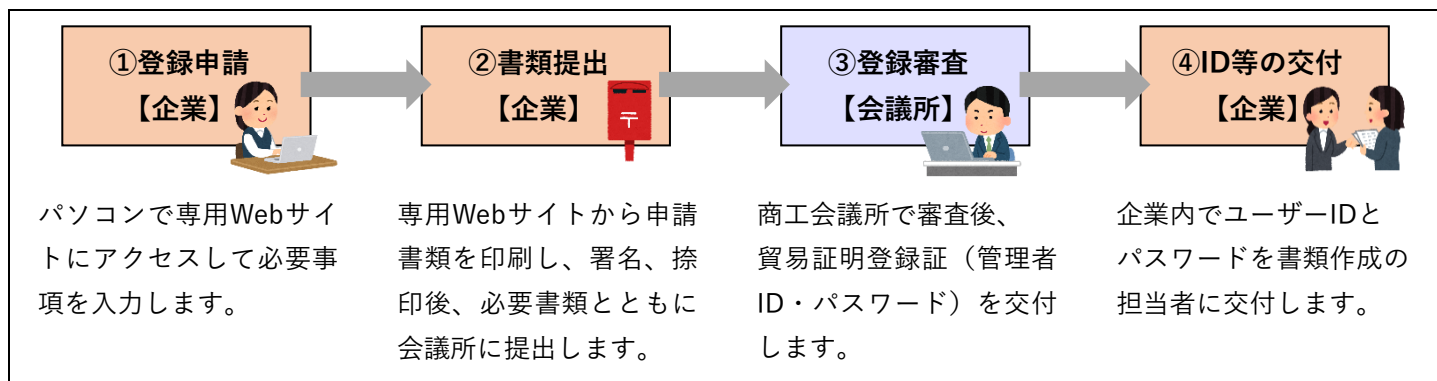 ①登録申請
【企業】
②書類提出
【企業】
〒
③登録審査
【会議所】
④ID等の交付
【企業】
パソコンで専用Webサイ
トにアクセスして必要事
項を入力します。
専用Webサイトから申請
書類を印刷し、署名、捺
印後、必要書類とともに
会議所に提出します。
商工会議所で審査後、
貿易証明登録証（管理者
ID・パスワード）を交付
します。
企業内でユーザーIDと
パスワードを書類作成の
担当者に交付します。